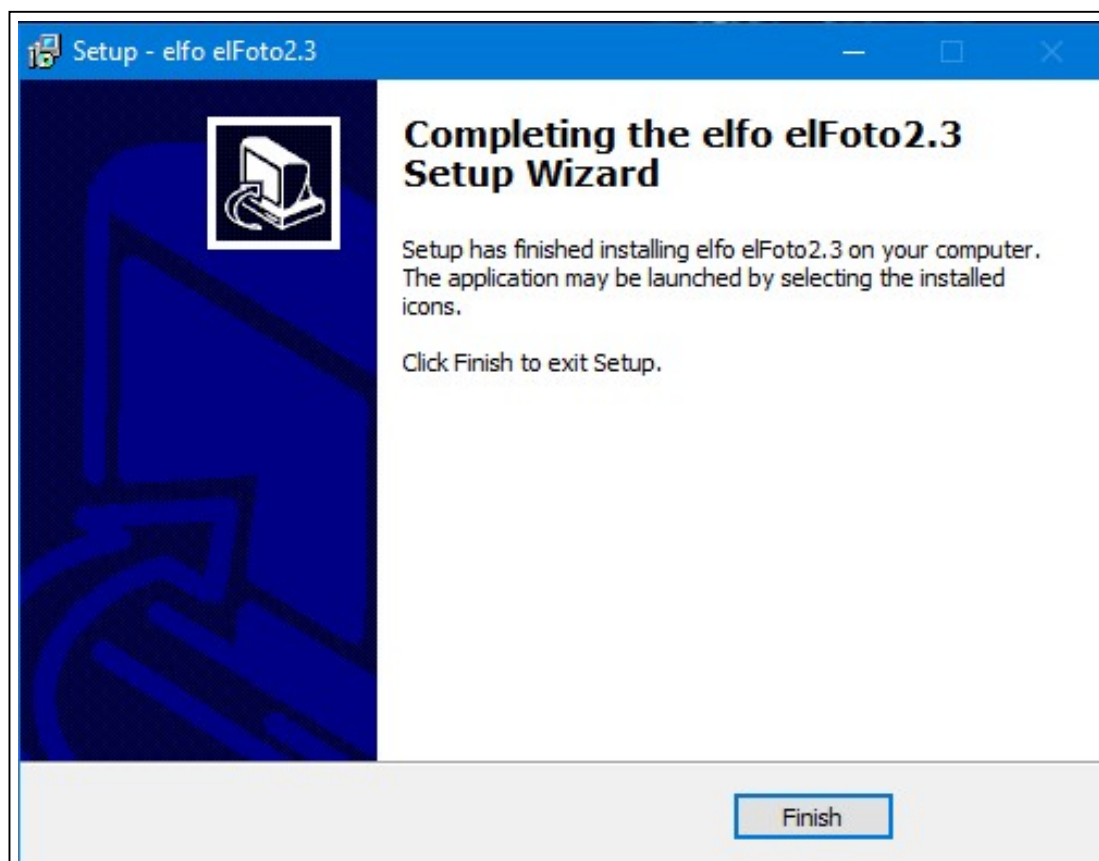 Setup - elfo elFoto2.3
Completing the elfo elFoto2.3
Setup Wizard
Setup has finished installing elfo elFoto2.3 on your computer.
The application may be launched by selecting the installed
icons.
Click Finish to exit Setup.
Finish